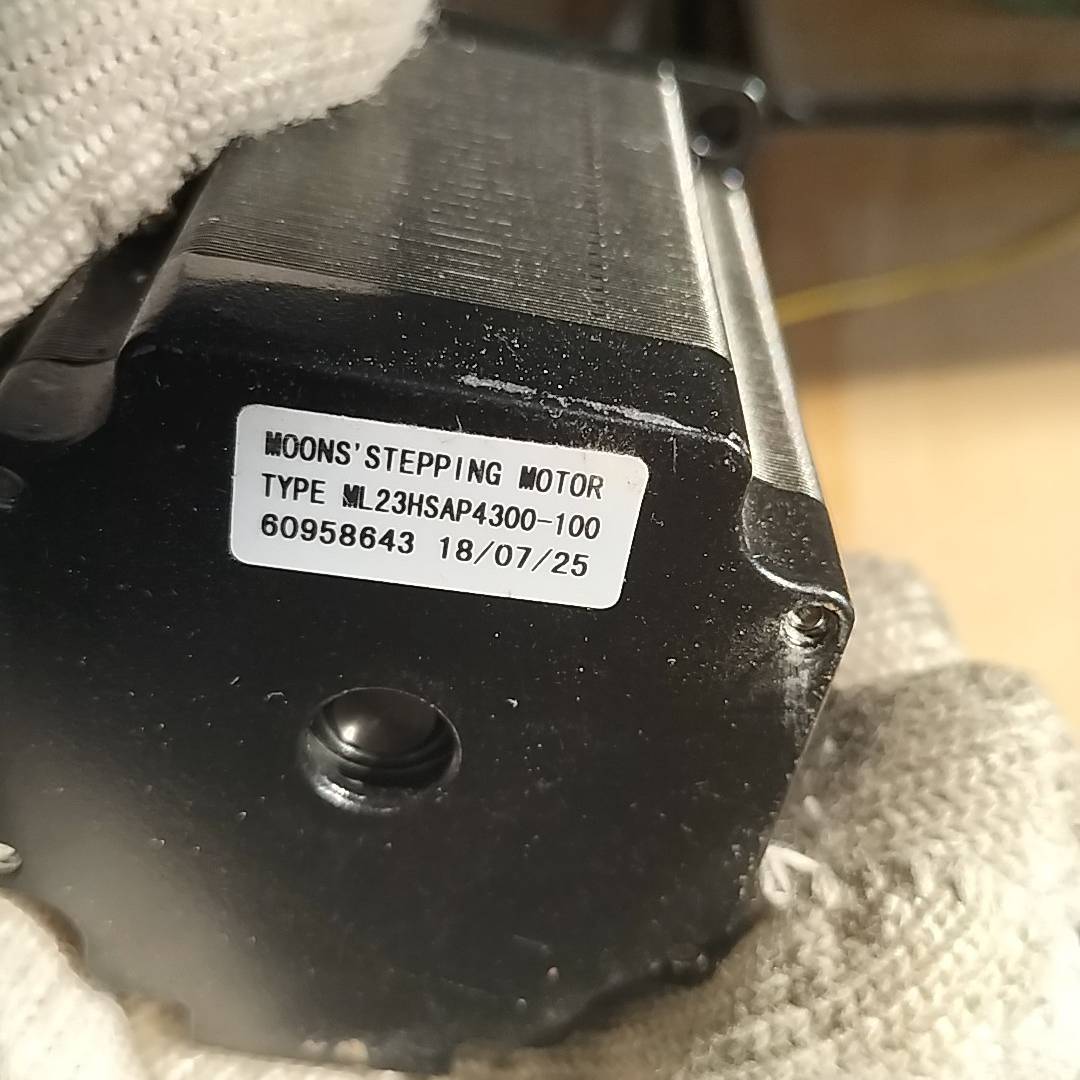 MOONS'STEPPING MOTOR
TYPE ML23HSAP4300-100
60958643 18/07/25